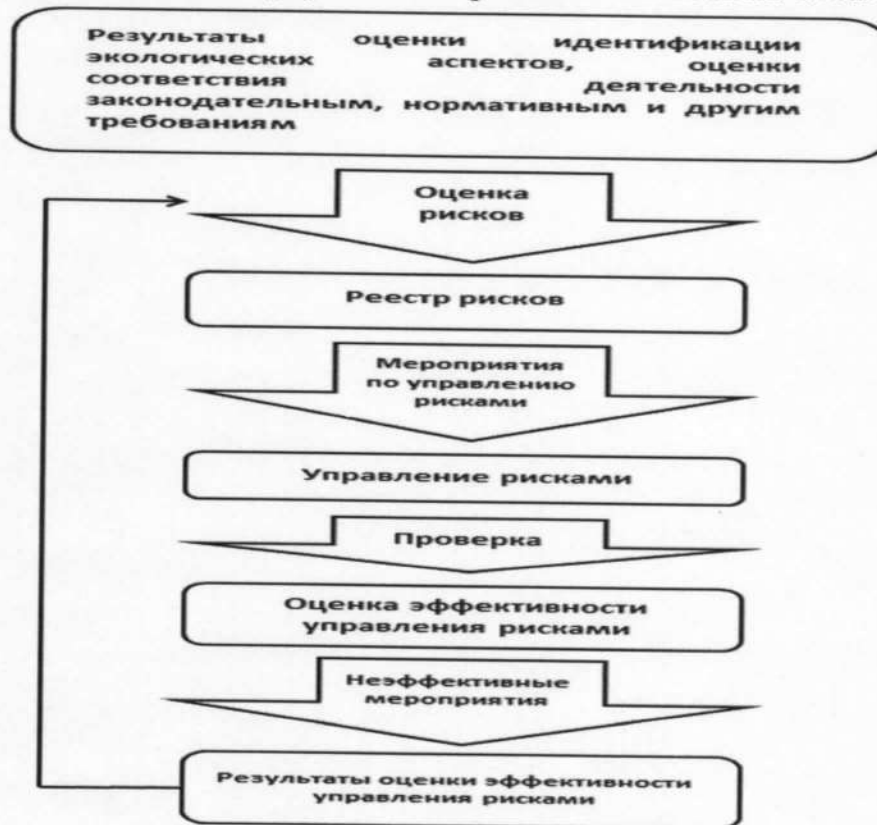 Результаты оценки идентификации
экологических аспектов, оценки
соответствия деятельности
законодательным, нормативным и другим
требованиям
Оценка
рисков
Реестр рисков
Мероприятия
по управлению
рисками
Управление рисками
Проверка
Оценка эффективности
управления рисками
Неэффективные
мероприятия
Результаты оценки эффективности
управления рисками